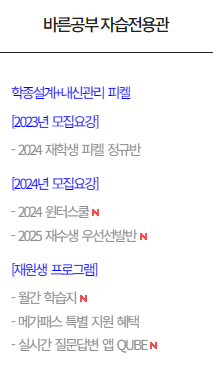 바른공부 자습전용관
학종설계+내신관리 피켈
[2023년 모집요강]
- 2024 재학생 피켈 정규반
[2024년 모집요강]
- 2024 윈터스쿨 N
- 2025 재수생 우선선발반 N
[재원생 프로그램]
- 월간 학습지 N
- 메가패스 특별 지원 혜택
- 실시간 질문답변 앱 QUBE N